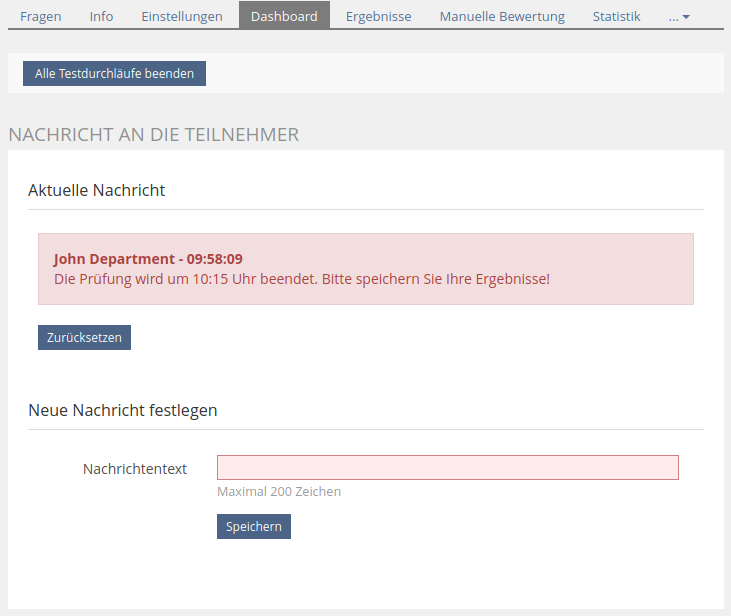 Fragen Info Einstellungen Dashboard Ergebnisse Manuelle Bewertung Statistik ...
Alle Testdurchläufe beenden
NACHRICHT AN DIE TEILNEHMER
Aktuelle Nachricht
John Department - 09:58:09
Die Prüfung wird um 10:15 Uhr beendet. Bitte speichern Sie Ihre Ergebnisse!
Zurücksetzen
Neue Nachricht festlegen
Nachrichtentext
Maximal 200 Zeichen
Speichern